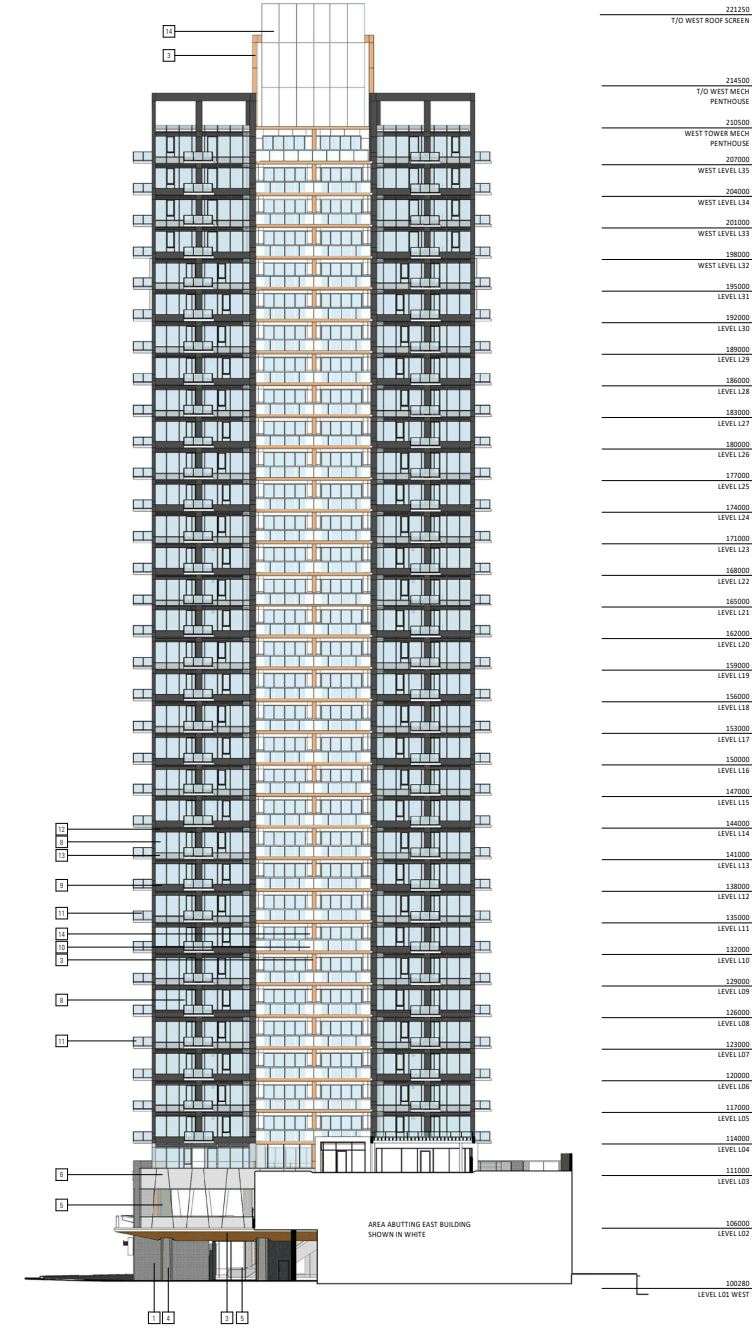 221250
T/O WEST ROOF SCREEN
14
3
214500
T/O WEST MECH
PENTHOUSE
210500
WEST TOWER MECH
PENTHOUSE
207000
WEST LEVEL L35
204000
WEST LEVEL L34
201000
WEST LEVEL L33
198000
WEST LEVEL L32
195000
LEVEL L31
192000
LEVEL L30
189000
LEVEL L29
186000
LEVEL L28
183000
LEVEL L27
180000
LEVEL L26
177000
LEVEL L25
174000
LEVEL L24
171000
LEVEL L23
168000
LEVEL L22
165000
LEVEL L21
162000
LEVEL L20
159000
LEVEL L19
156000
LEVEL L18
153000
LEVEL L17
150000
LEVEL L16
147000
LEVEL L15
144000
LEVEL L14
12
8
13
141000
LEVEL L13
9
138000
LEVEL L12
11
135000
LEVEL L11
14
10
3
132000
LEVEL L10
129000
LEVEL L09
8
126000
LEVEL L08
11
123000
LEVEL L07
120000
LEVEL L06
117000
LEVEL L05
114000
LEVEL L04
6
111000
LEVEL L03
5
AREA ABUTTING EAST BUILDING
SHOWN IN WHITE
106000
LEVEL L02
100280
LEVEL L01 WEST
1 4 3 5